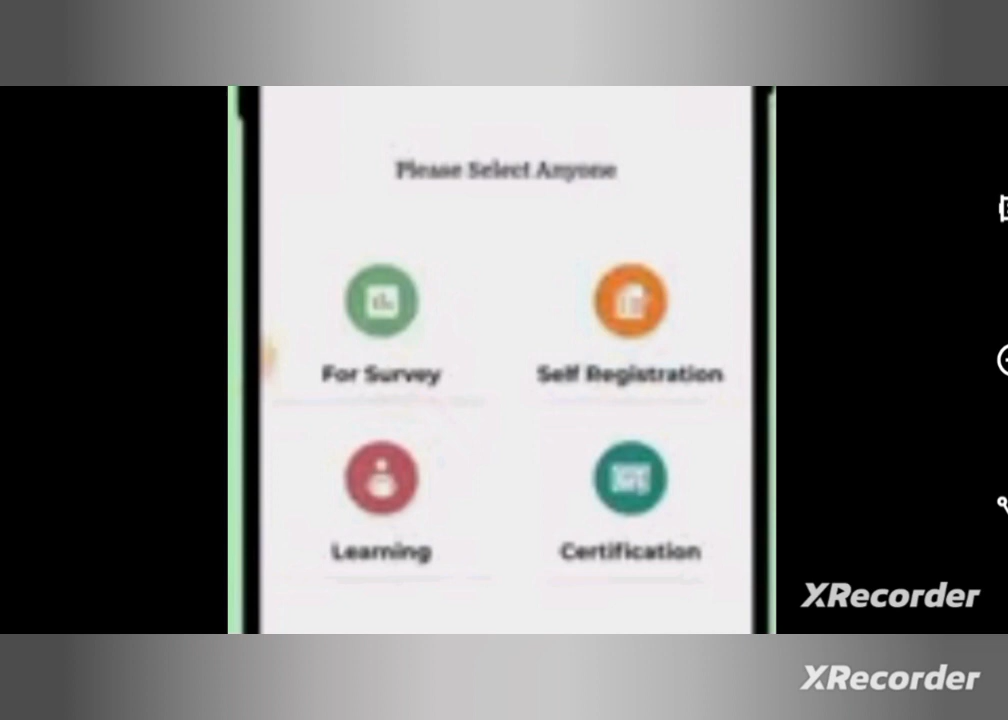 Please Select Anyone
For Survey
Self Registration
Learning
Certification
XRecorder
XRecorder